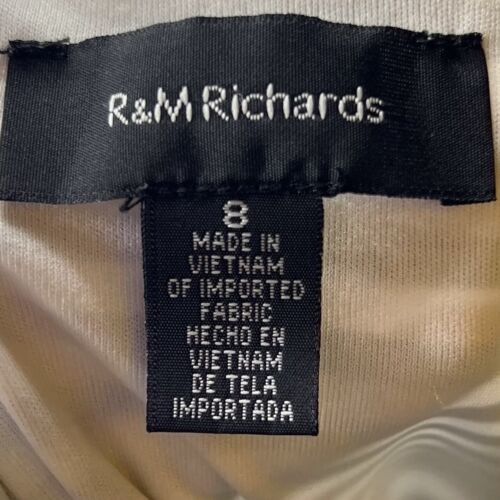 R&M Richards
8
MADE IN
VIETNAM
OF IMPORTED
FABRIC
HECHO EN
VIETNAM
DE TELA
IMPORTADA